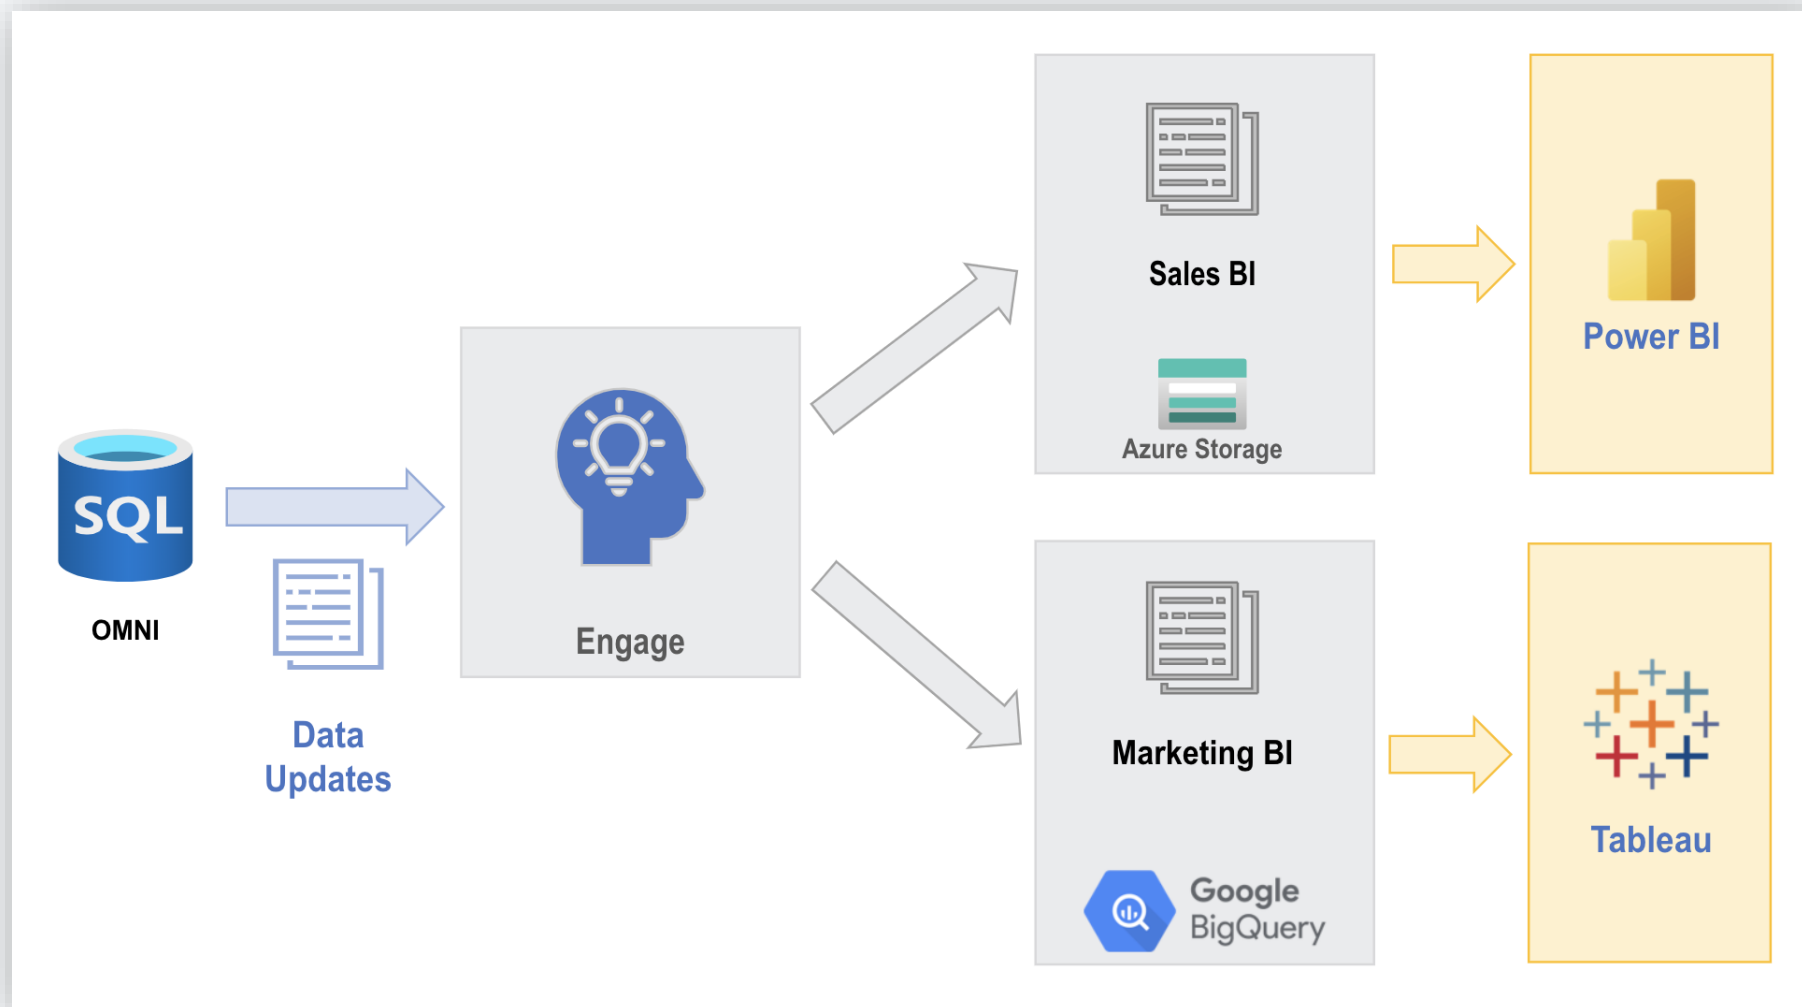 SQL
OMNI
Data
Updates
Engage
Sales BI
Azure Storage
Power BI
Marketing BI
Google
BigQuery
Tableau